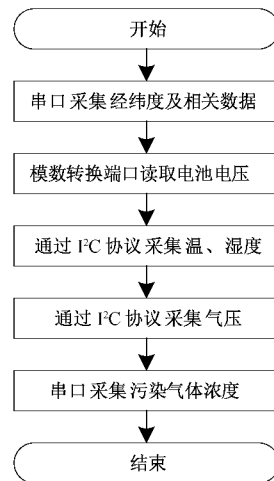 开始
串口采集经纬度及相关数据
模数转换端口读取电池电压
通过 I²C 协议采集温、湿度
通过 I²C 协议采集气压
串口采集污染气体浓度
结束